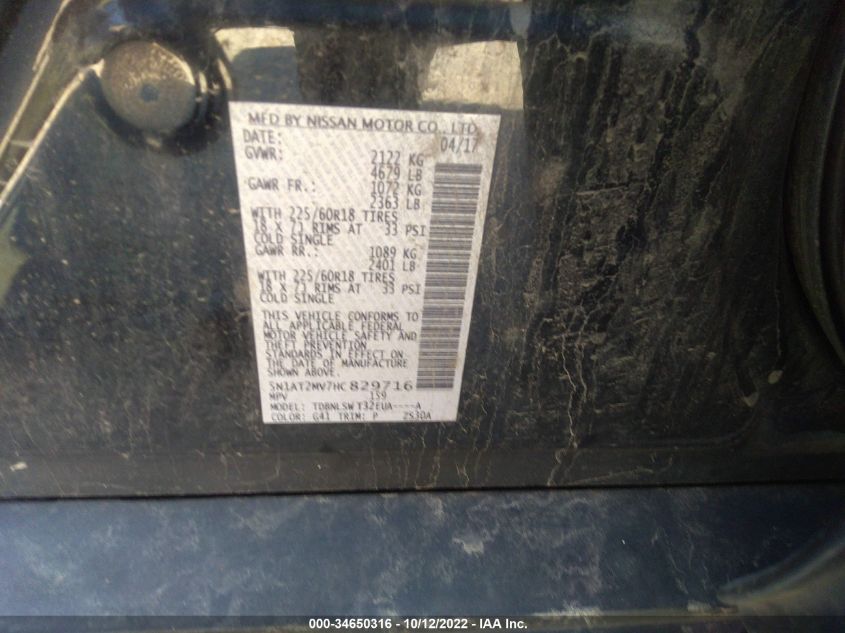 MFD BY NISSAN MOTOR CO., LTD.
DATE: 04/17
GVWR: 2122 KG
4679 LB
GAWR FR.: 1072 KG
2363 LB
WITH 225/60R18 TIRES
18 X 7J RIMS AT 33 PSI
COLD SINGLE
GAWR RR.: 1089 KG
2401 LB
WITH 225/60R18 TIRES
18 X 7J RIMS AT 33 PSI
COLD SINGLE
THIS VEHICLE CONFORMS TO
ALL APPLICABLE FEDERAL
MOTOR VEHICLE SAFETY AND
THEFT PREVENTION
STANDARDS IN EFFECT ON
THE DATE OF MANUFACTURE
SHOWN ABOVE.
5N1AT2MV7HC829716
MPV 159
MODEL: TDBNLSW T32EUA----A
COLOR: G41 TRIM: P 2S30A
000-34650316 - 10/12/2022 - IAA Inc.